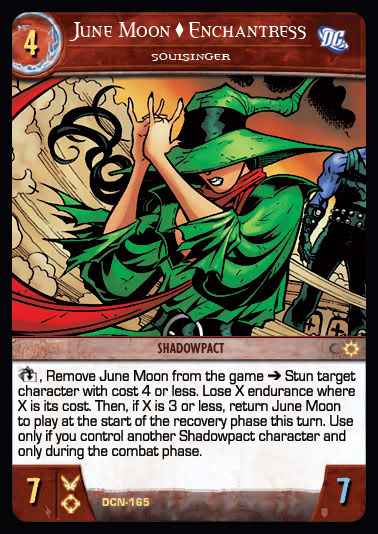 4
JUNE MOON ♦ ENCHANTRESS
DC
SOULSINGER
SHADOWPACT
C
, Remove June Moon from the game ➔ Stun target
character with cost 4 or less. Lose X endurance where
X is its cost. Then, if X is 3 or less, return June Moon
to play at the start of the recovery phase this turn. Use
only if you control another Shadowpact character and
only during the combat phase.
7
DCN-165
7